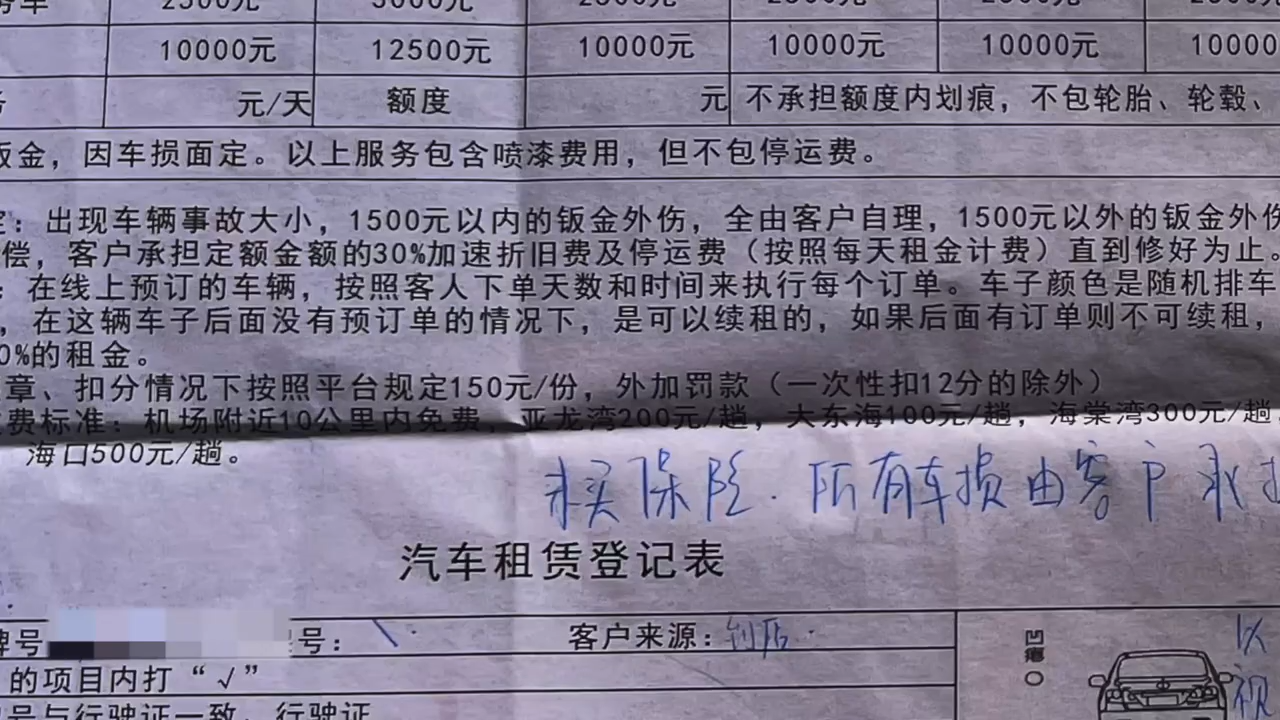 2500元 3000元 2500元 2500元 2500元
10000元 12500元 10000元 10000元 10000元 10000
元/天 额度 元 不承担额度内划痕，不包轮胎、轮毂、
钣金，因车损面定。以上服务包含喷漆费用，但不包停运费。
定：出现车辆事故大小，1500元以内的钣金外伤，全由客户自理，1500元以外的钣金外伤
偿，客户承担定额金额的30%加速折旧费及停运费（按照每天租金计费）直到修好为止。
：在线上预订的车辆，按照客人下单天数和时间来执行每个订单。车子颜色是随机排车
，在这辆车子后面没有预订单的情况下，是可以续租的，如果后面有订单则不可续租，
0%的租金。
章、扣分情况下按照平台规定150元/份，外加罚款（一次性扣12分的除外）
费标准：机场附近10公里内免费，亚龙湾200元/趟，大东海100元/趟，海棠湾300元/趟
海口500元/趟。
未买保险．所有车损由客户承担
汽车租赁登记表
牌号 号： 客户来源：到店
凹痕○ 以
的项目内打“√” 视
号与行驶证一致，行驶证